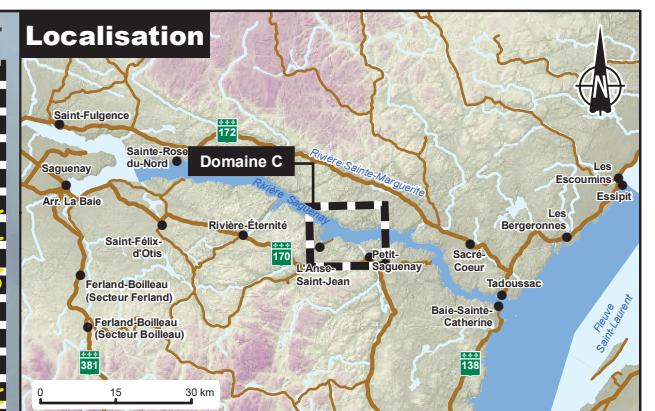 Localisation
N
Saint-Fulgence
172
Sainte-Rose-
du-Nord
Domaine C
Rivière Sainte-Marguerite
Saguenay
Arr. La Baie
Rivière Saguenay
Les
Escoumins
Essipit
Les
Bergeronnes
Saint-Félix-
d'Otis
Rivière-Éternité
170
L'Anse-
Saint-Jean
Petit-
Saguenay
Sacré-
Coeur
Tadoussac
Baie-Sainte-
Catherine
Ferland-Boilleau
(Secteur Ferland)
Ferland-Boilleau
(Secteur Boilleau)
Fleuve
Saint-Laurent
381
138
0 15 30 km